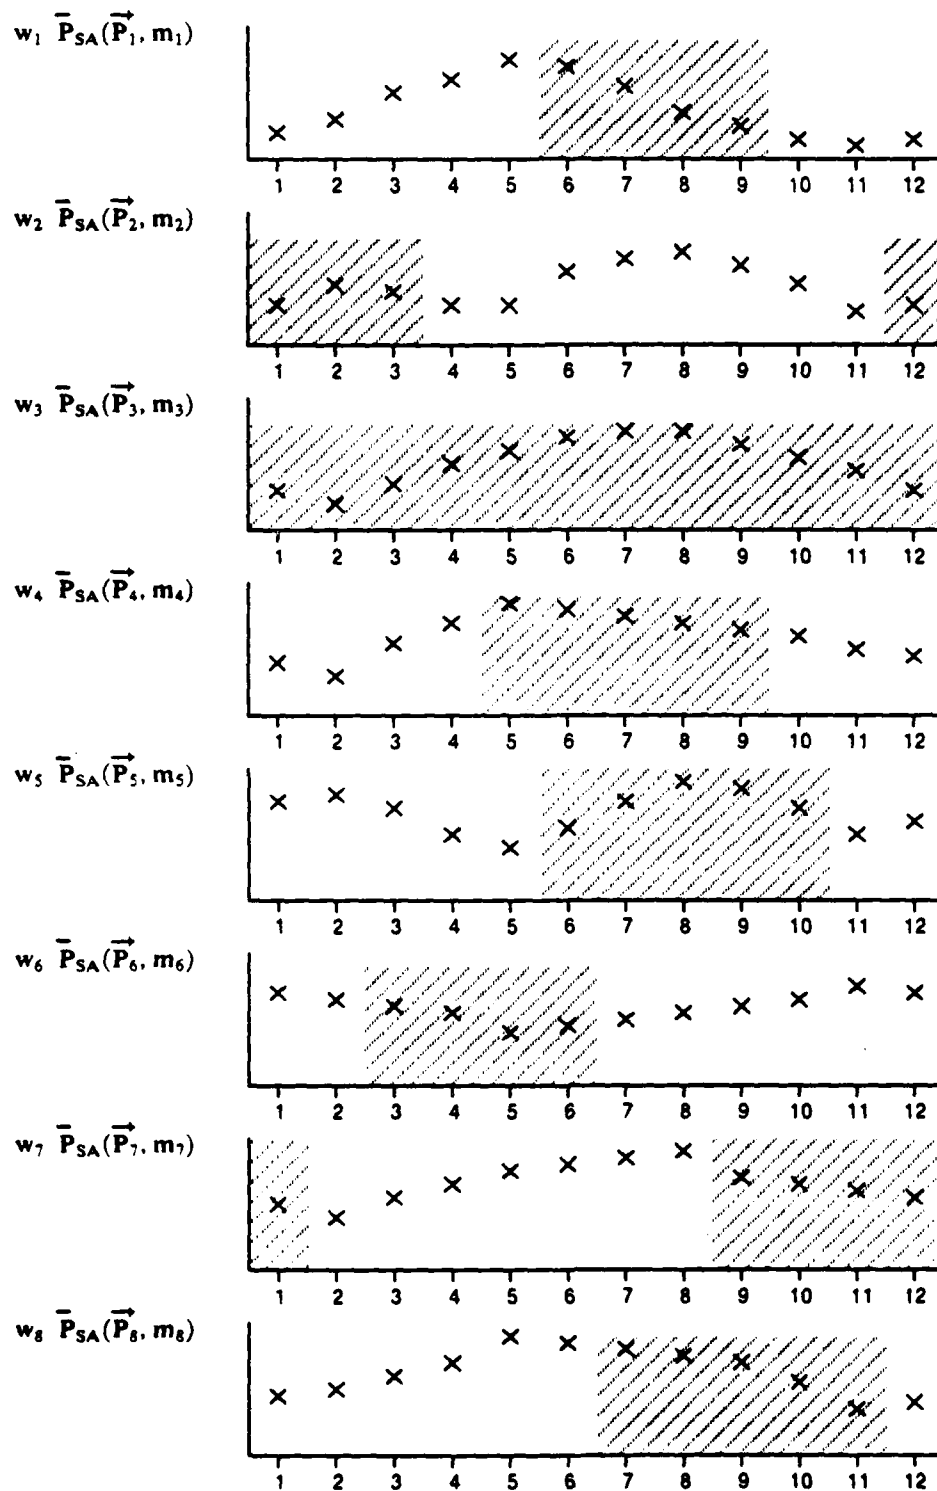 w₁ P̄SA(P⃗₁, m₁)
1 2 3 4 5 6 7 8 9 10 11 12
w₂ P̄SA(P⃗₂, m₂)
1 2 3 4 5 6 7 8 9 10 11 12
w₃ P̄SA(P⃗₃, m₃)
1 2 3 4 5 6 7 8 9 10 11 12
w₄ P̄SA(P⃗₄, m₄)
1 2 3 4 5 6 7 8 9 10 11 12
w₅ P̄SA(P⃗₅, m₅)
1 2 3 4 5 6 7 8 9 10 11 12
w₆ P̄SA(P⃗₆, m₆)
1 2 3 4 5 6 7 8 9 10 11 12
w₇ P̄SA(P⃗₇, m₇)
1 2 3 4 5 6 7 8 9 10 11 12
w₈ P̄SA(P⃗₈, m₈)
1 2 3 4 5 6 7 8 9 10 11 12